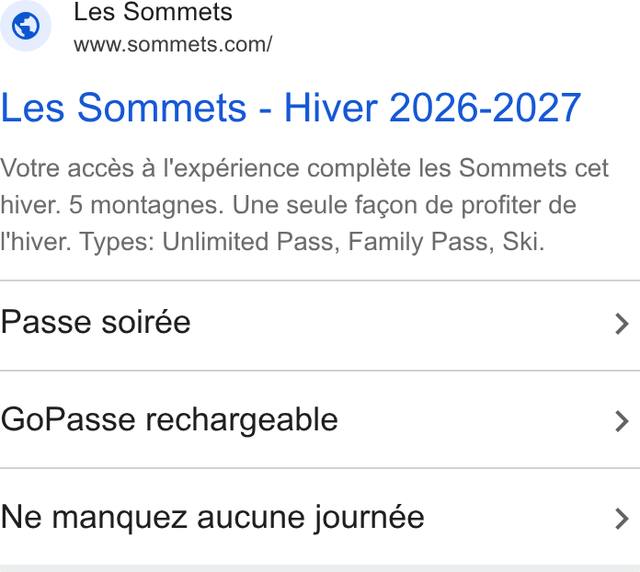 Les Sommets
www.sommets.com/
Les Sommets - Hiver 2026-2027
Votre accès à l'expérience complète les Sommets cet
hiver. 5 montagnes. Une seule façon de profiter de
l'hiver. Types: Unlimited Pass, Family Pass, Ski.
Passe soirée
GoPasse rechargeable
Ne manquez aucune journée